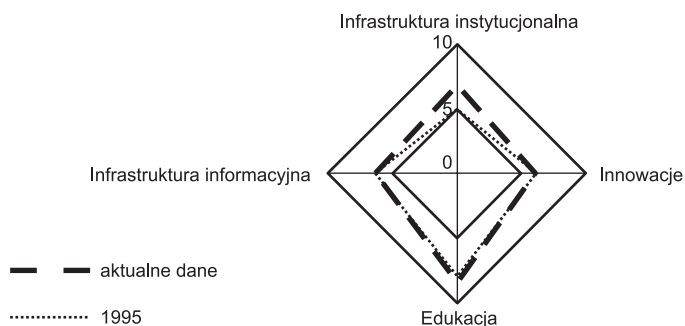 Infrastruktura instytucjonalna
10
5
0
Infrastruktura informacyjna
Innowacje
aktualne dane
1995
Edukacja